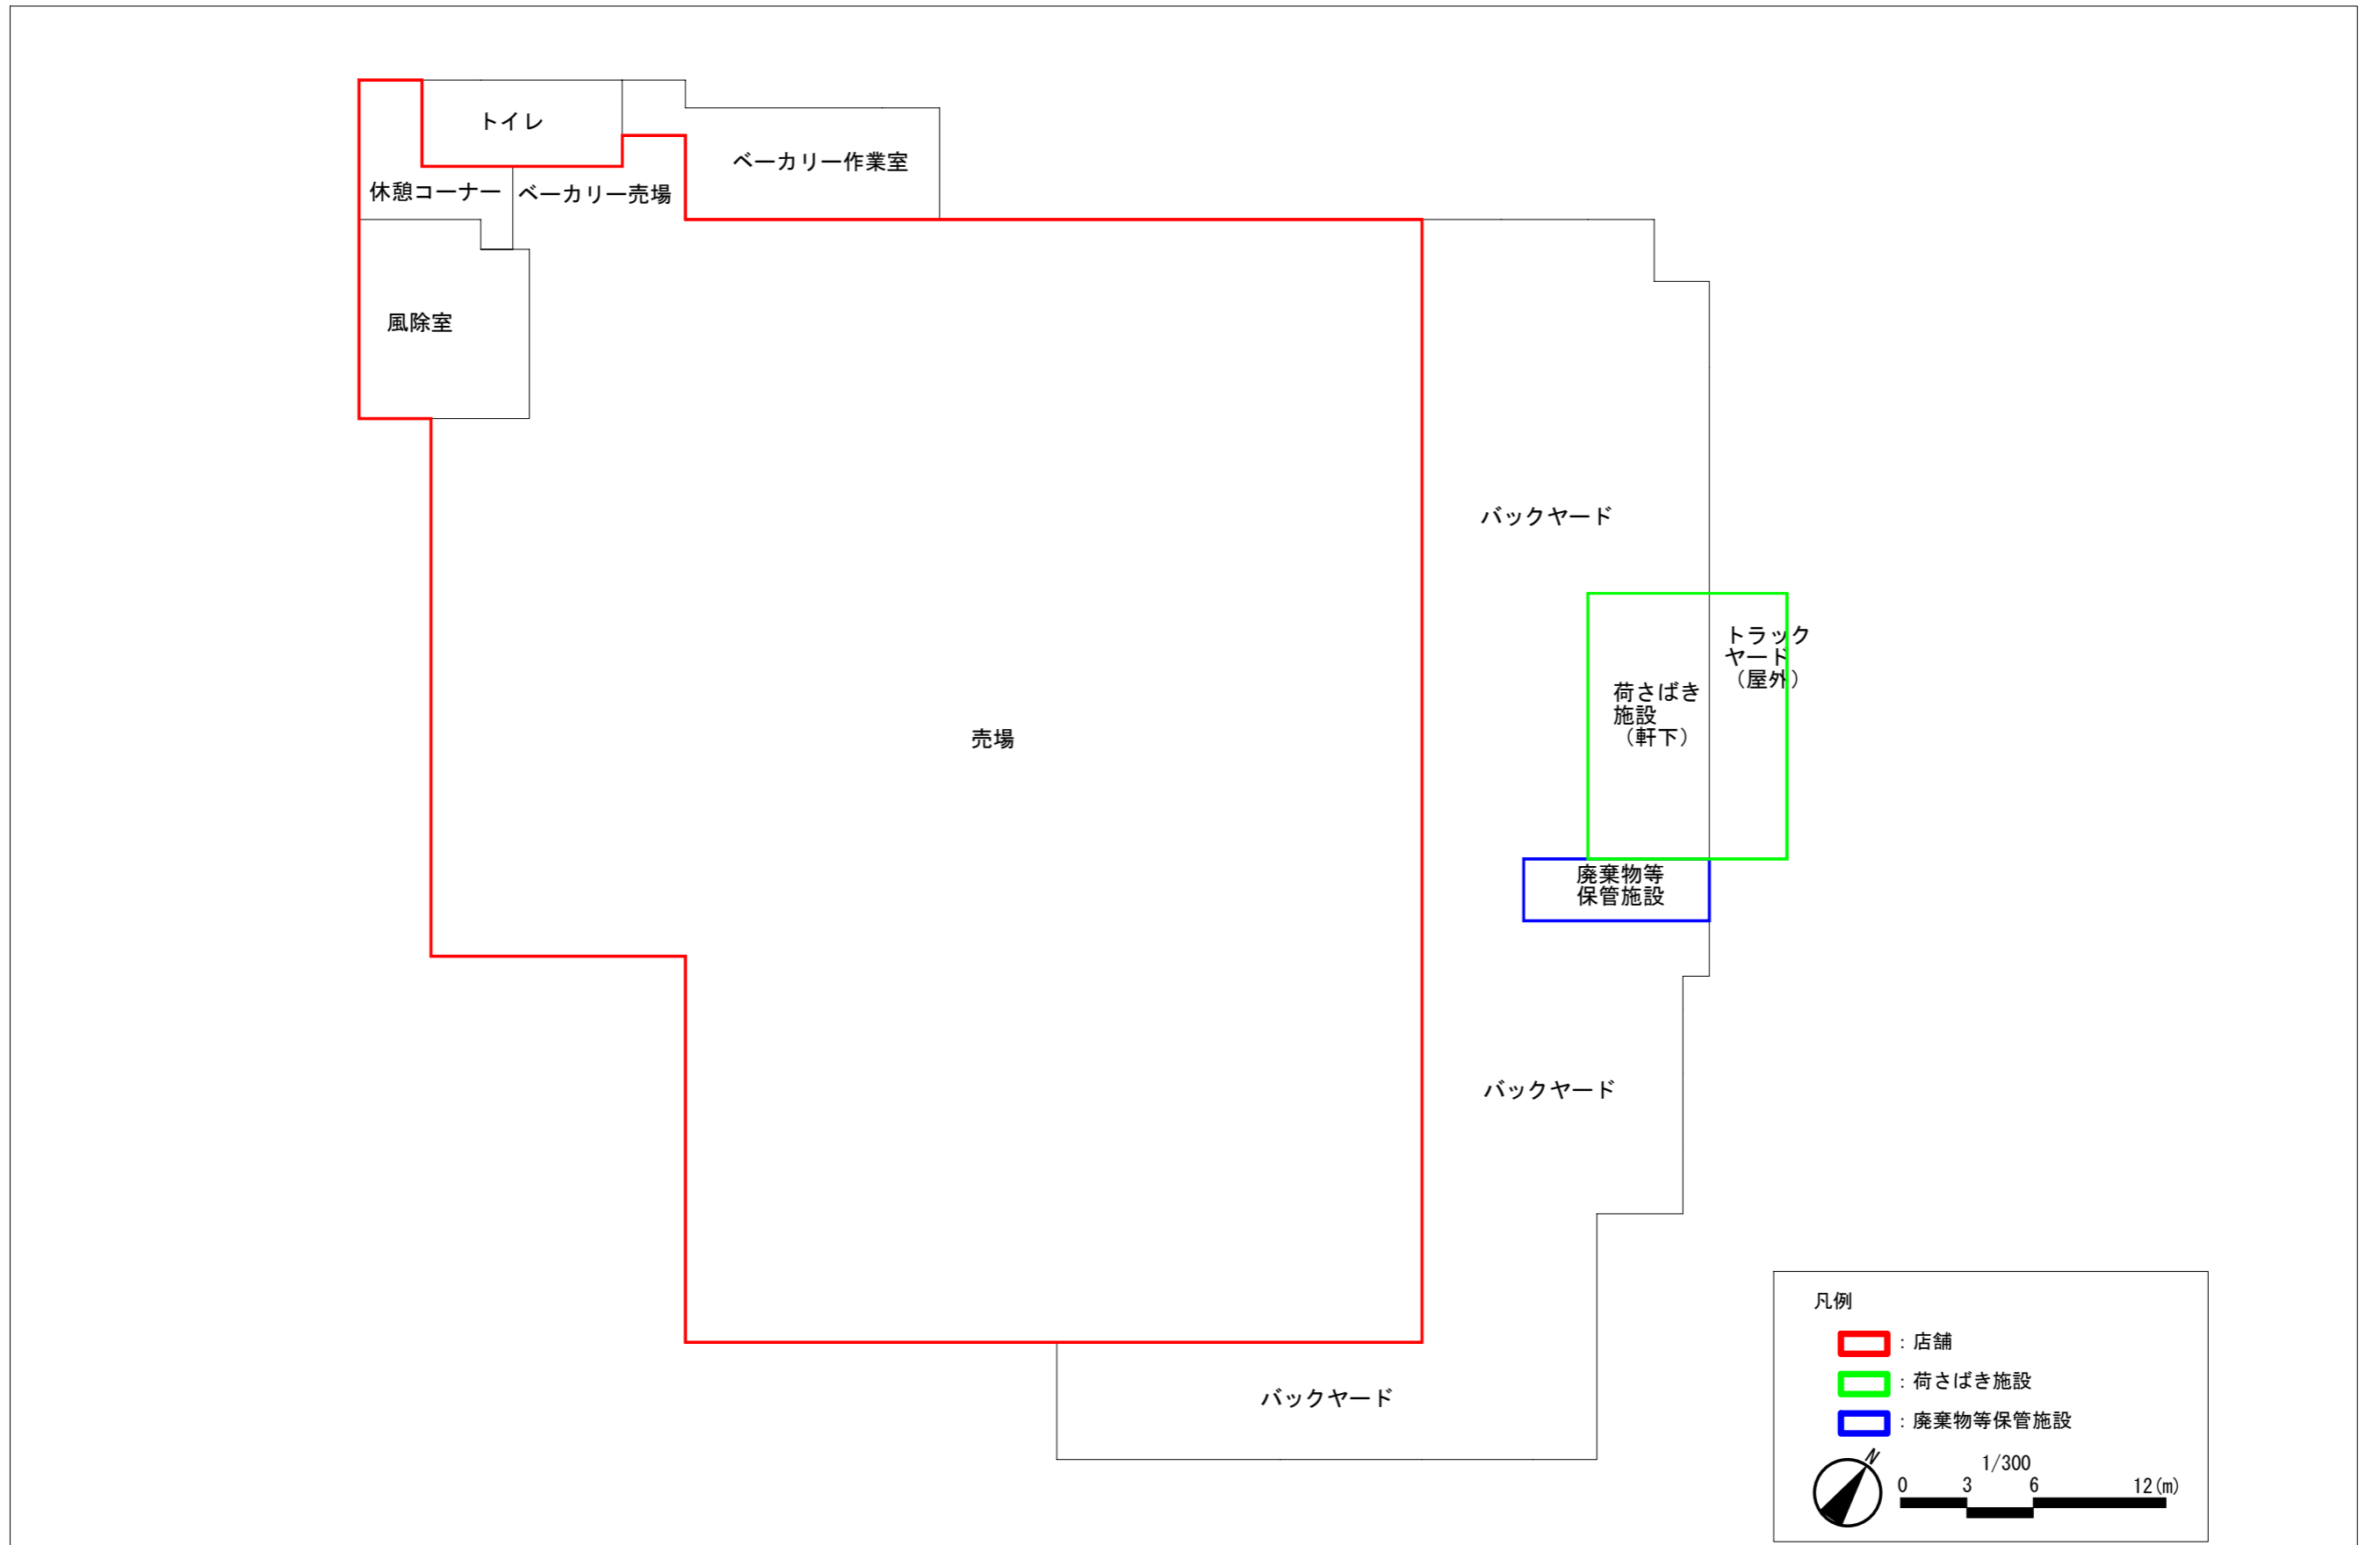 トイレ
ベーカリー作業室
休憩コーナー
ベーカリー売場
風除室
バックヤード
トラック
ヤード
(屋外)
荷さばき
施設
(軒下)
売場
廃棄物等
保管施設
バックヤード
バックヤード
凡例
:店舗
:荷さばき施設
:廃棄物等保管施設
N
1/300
0 3 6 12(m)